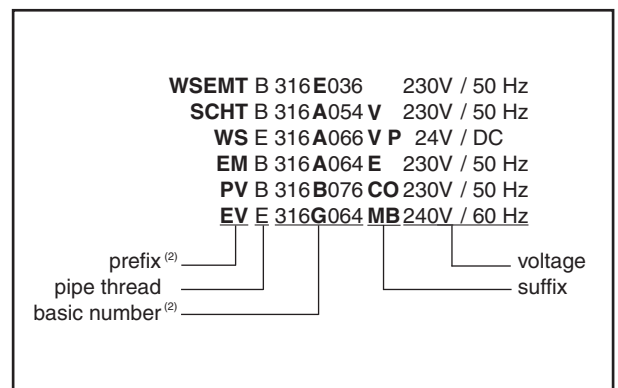 WSEMT B 316E036 230V / 50 Hz
SCHT B 316A054 V 230V / 50 Hz
WS E 316A066 V P 24V / DC
EM B 316A064 E 230V / 50 Hz
PV B 316B076 CO 230V / 50 Hz
EV E 316G064 MB 240V / 60 Hz
prefix (2) voltage
pipe thread suffix
basic number (2)